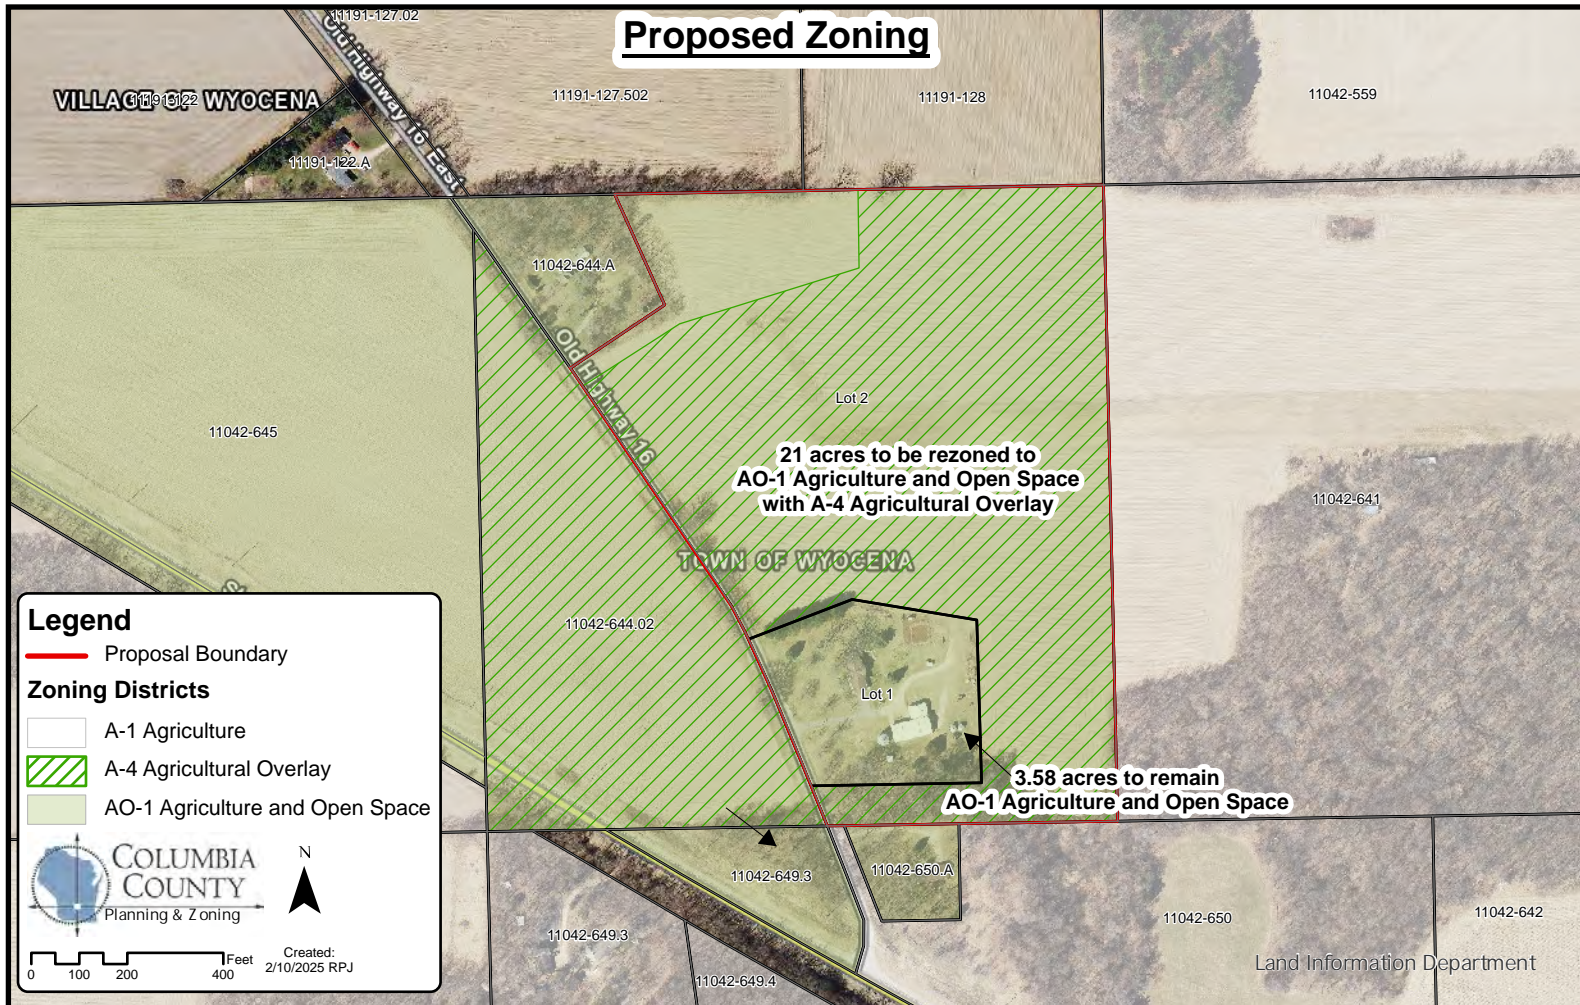 Proposed Zoning
11191-127.02
Old Highway 16 East
VILLAGE OF WYOCENA
11191-122
11191-127.502
11191-128
11042-559
11191-122.A
11042-644.A
Old Highway 16
11042-645
Lot 2
21 acres to be rezoned to
AO-1 Agriculture and Open Space
with A-4 Agricultural Overlay
11042-641
TOWN OF WYOCENA
11042-644.02
Lot 1
3.58 acres to remain
AO-1 Agriculture and Open Space
Legend
Proposal Boundary
Zoning Districts
A-1 Agriculture
A-4 Agricultural Overlay
AO-1 Agriculture and Open Space
COLUMBIA
COUNTY
Planning & Zoning
N
Feet
0 100 200 400
Created:
2/10/2025 RPJ
11042-649.3
11042-650.A
11042-649.3
11042-649.4
11042-650
11042-642
Land Information Department